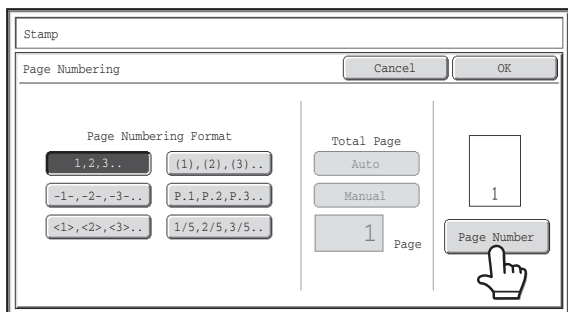 Stamp
Page Numbering
Cancel
OK
Page Numbering Format
1,2,3..
(1),(2),(3)..
-1-,-2-,-3-..
P.1,P.2,P.3..
<1>,<2>,<3>..
1/5,2/5,3/5..
Total Page
Auto
Manual
1 Page
1
Page Number